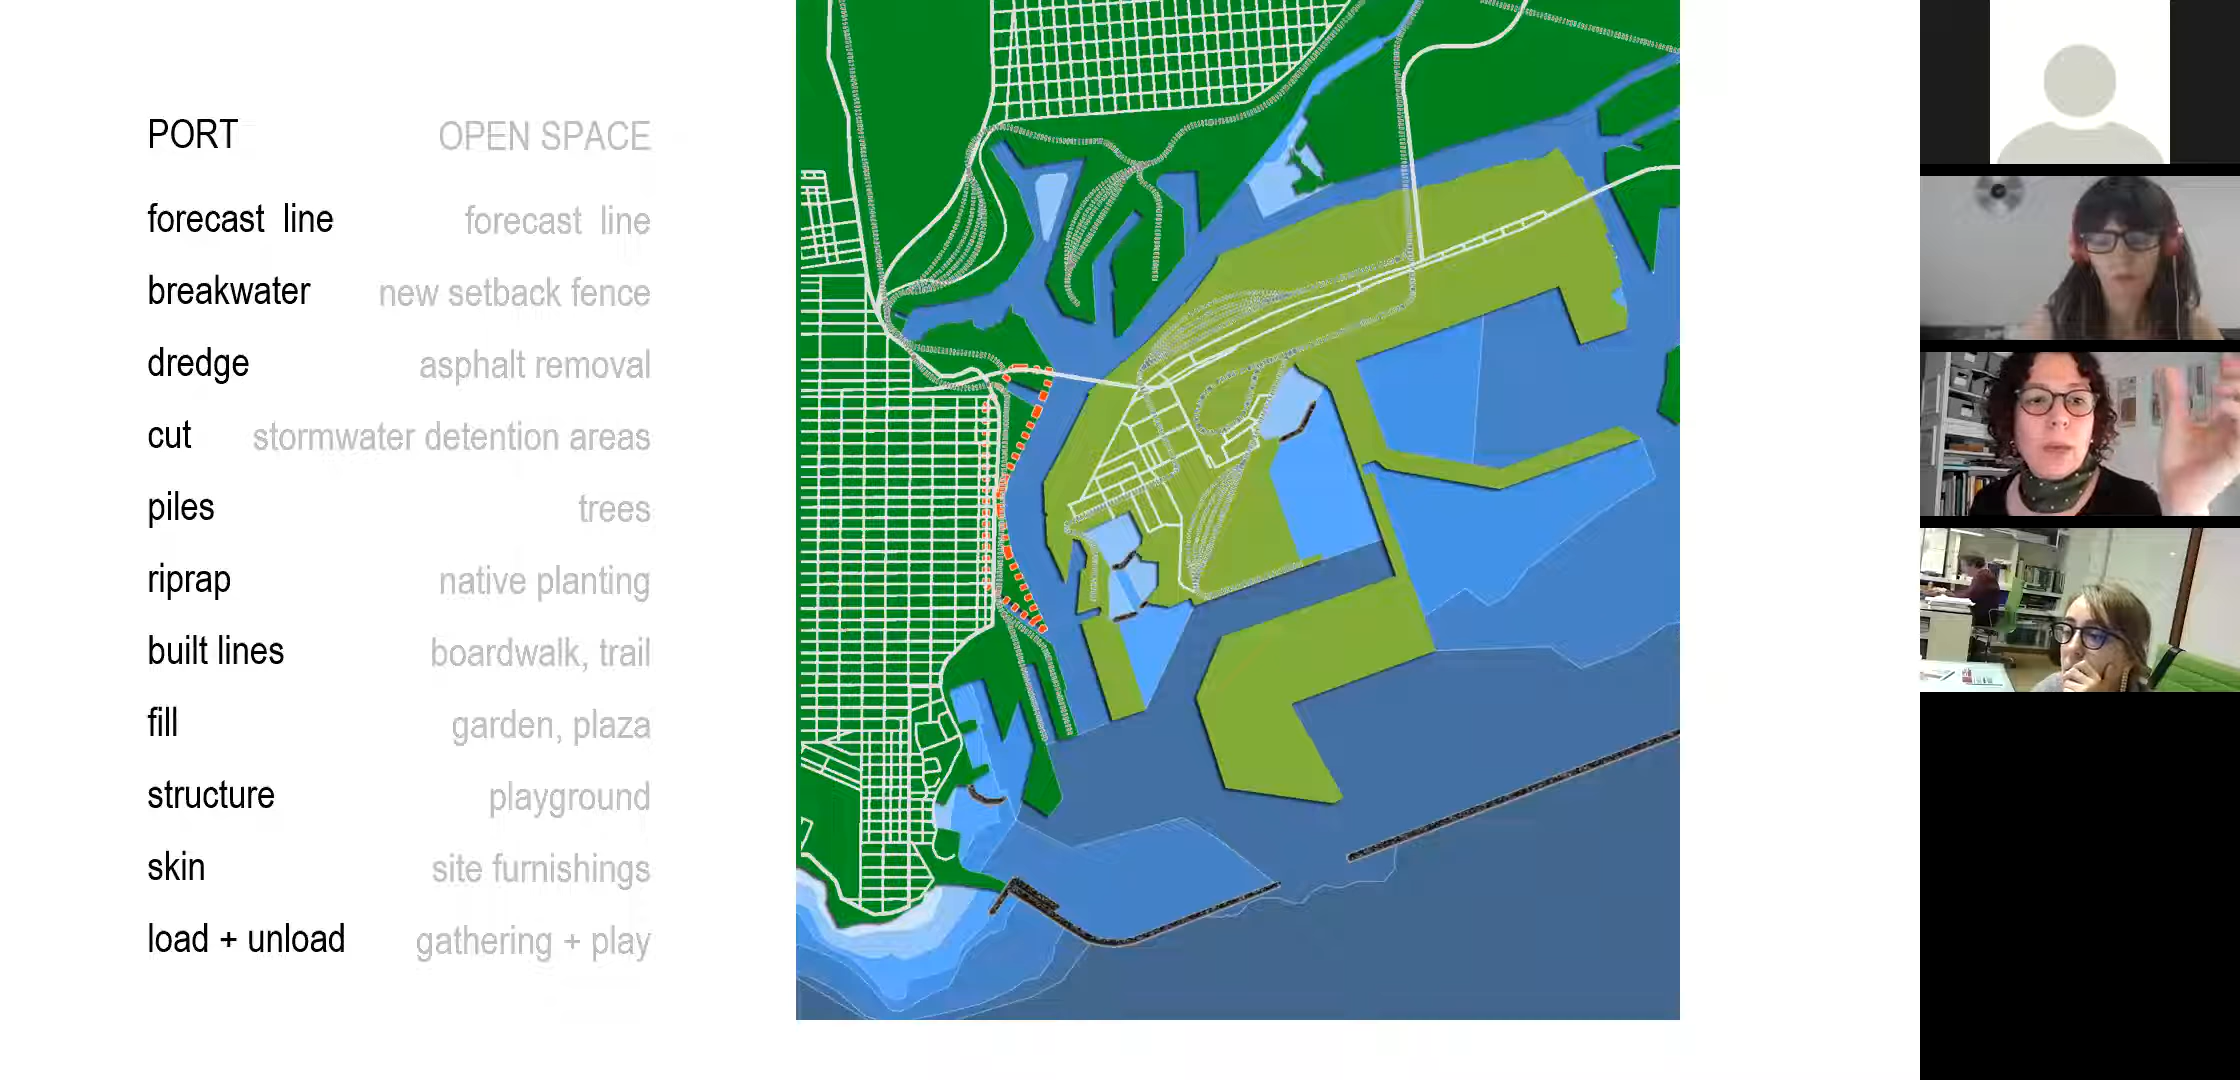 PORT OPEN SPACE
forecast line forecast line
breakwater new setback fence
dredge asphalt removal
cut stormwater detention areas
piles trees
riprap native planting
built lines boardwalk, trail
fill garden, plaza
structure playground
skin site furnishings
load + unload gathering + play